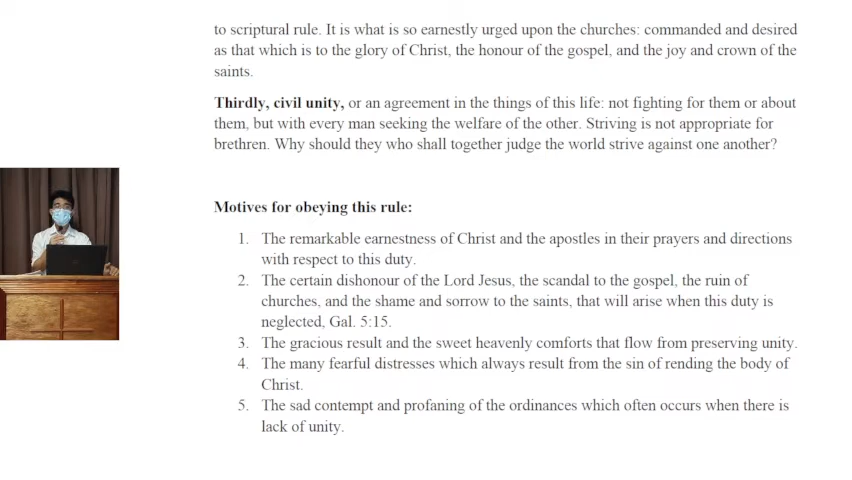 to scriptural rule. It is what is so earnestly urged upon the churches: commanded and desired
as that which is to the glory of Christ, the honour of the gospel, and the joy and crown of the
saints.
Thirdly, civil unity, or an agreement in the things of this life: not fighting for them or about
them, but with every man seeking the welfare of the other. Striving is not appropriate for
brethren. Why should they who shall together judge the world strive against one another?
Motives for obeying this rule:
1. The remarkable earnestness of Christ and the apostles in their prayers and directions
with respect to this duty.
2. The certain dishonour of the Lord Jesus, the scandal to the gospel, the ruin of
churches, and the shame and sorrow to the saints, that will arise when this duty is
neglected, Gal. 5:15.
3. The gracious result and the sweet heavenly comforts that flow from preserving unity.
4. The many fearful distresses which always result from the sin of rending the body of
Christ.
5. The sad contempt and profaning of the ordinances which often occurs when there is
lack of unity.